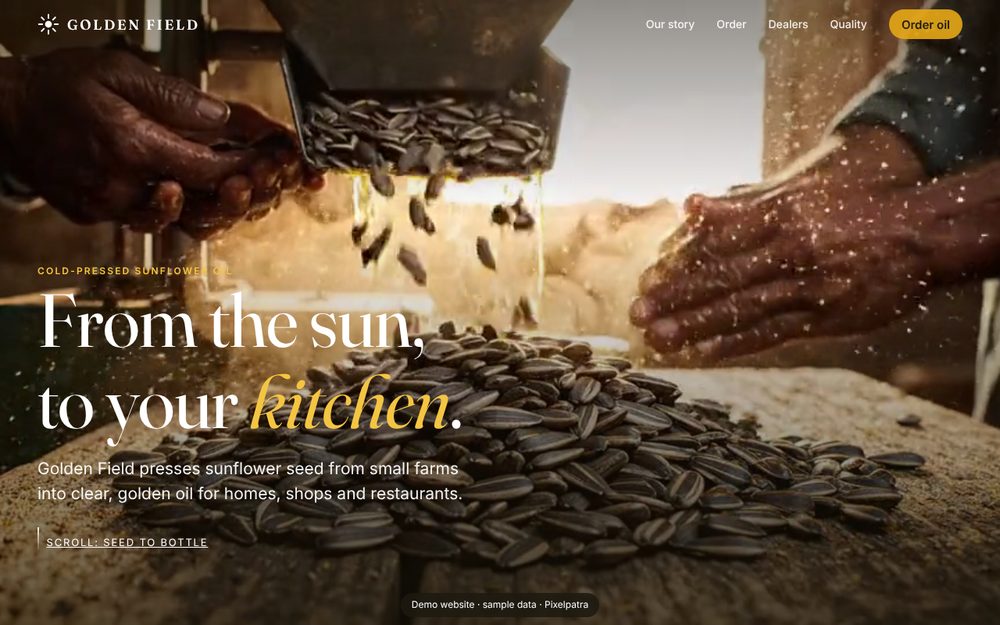 GOLDEN FIELD
Our story
Order
Dealers
Quality
Order oil
COLD-PRESSED SUNFLOWER OIL
From the sun,
to your kitchen.
Golden Field presses sunflower seed from small farms
into clear, golden oil for homes, shops and restaurants.
SCROLL: SEED TO BOTTLE
Demo website · sample data · Pixelpatra